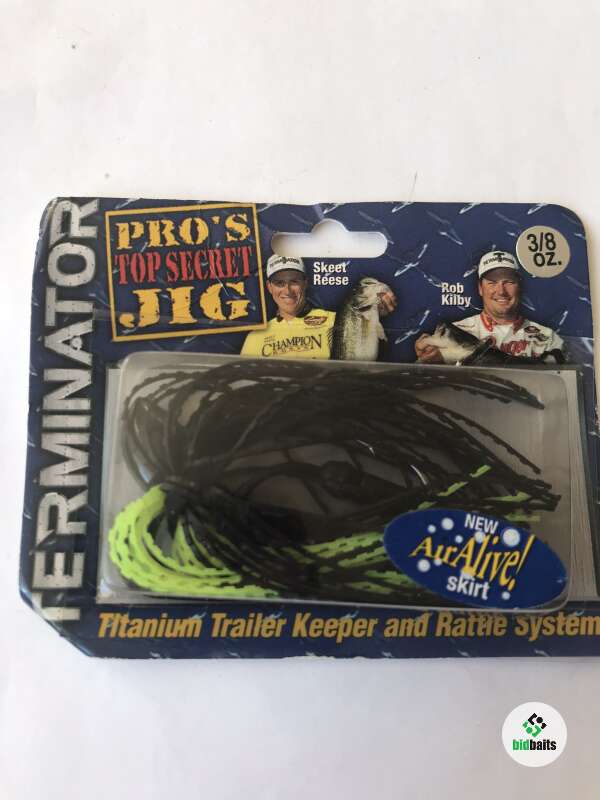 TERMINATOR
PRO'S
TOP SECRET
JIG
Skeet
Reese
CHAMPION
Rob
Kilby
3/8
OZ.
NEW
AirAlive!
skirt
Titanium Trailer Keeper and Rattle System
bidbaits